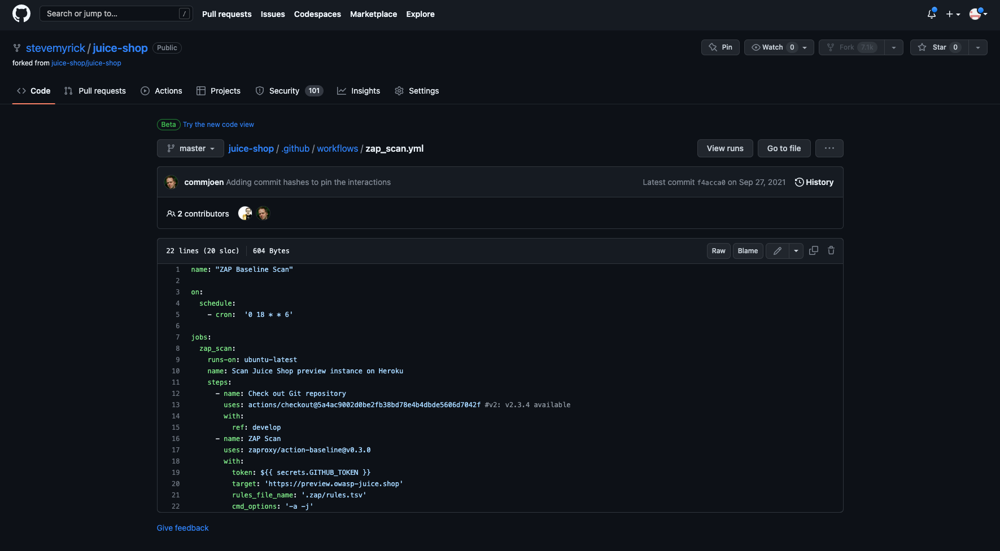 Search or jump to... /
Pull requests Issues Codespaces Marketplace Explore
stevemyrick / juice-shop Public
forked from juice-shop/juice-shop
Pin Watch 0 Fork 7.1k Star 0
Code Pull requests Actions Projects Security 101 Insights Settings
Beta Try the new code view
master juice-shop / .github / workflows / zap_scan.yml
View runs Go to file ...
commjoen Adding commit hashes to pin the interactions
Latest commit f4acca0 on Sep 27, 2021 History
2 contributors
22 lines (20 sloc) 604 Bytes
Raw Blame
1 name: "ZAP Baseline Scan"
2
3 on:
4   schedule:
5     - cron:  '0 18 * * 6'
6
7 jobs:
8   zap_scan:
9     runs-on: ubuntu-latest
10     name: Scan Juice Shop preview instance on Heroku
11     steps:
12       - name: Check out Git repository
13         uses: actions/checkout@5a4ac9002d0be2fb38bd78e4b4dbde5606d7042f #v2: v2.3.4 available
14         with:
15           ref: develop
16       - name: ZAP Scan
17         uses: zaproxy/action-baseline@v0.3.0
18         with:
19           token: ${{ secrets.GITHUB_TOKEN }}
20           target: 'https://preview.owasp-juice.shop'
21           rules_file_name: '.zap/rules.tsv'
22           cmd_options: '-a -j'
Give feedback